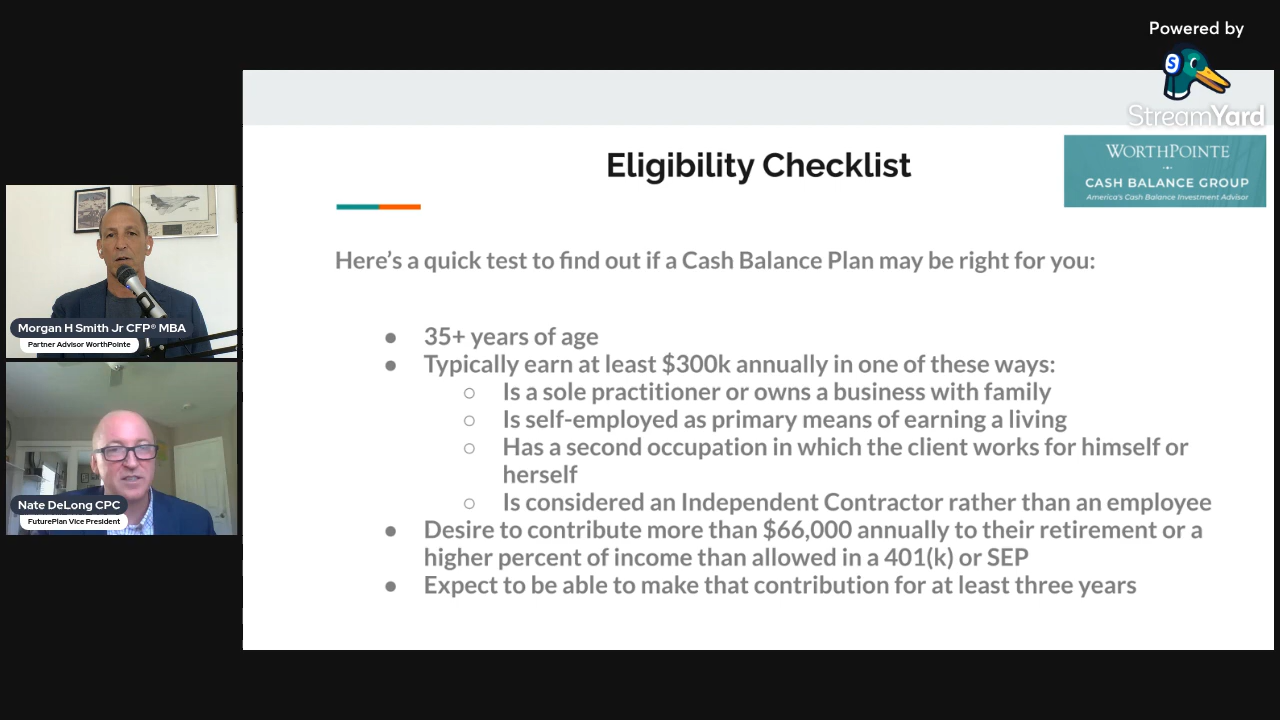 Powered by
StreamYard
WORTHPOINTE
CASH BALANCE GROUP
America's Cash Balance Investment Advisor
Eligibility Checklist
Here's a quick test to find out if a Cash Balance Plan may be right for you:
● 35+ years of age
● Typically earn at least $300k annually in one of these ways:
○ Is a sole practitioner or owns a business with family
○ Is self-employed as primary means of earning a living
○ Has a second occupation in which the client works for himself or
herself
○ Is considered an Independent Contractor rather than an employee
● Desire to contribute more than $66,000 annually to their retirement or a
higher percent of income than allowed in a 401(k) or SEP
● Expect to be able to make that contribution for at least three years
Morgan H Smith Jr CFP® MBA
Partner Advisor WorthPointe
Nate DeLong CPC
FuturePlan Vice President